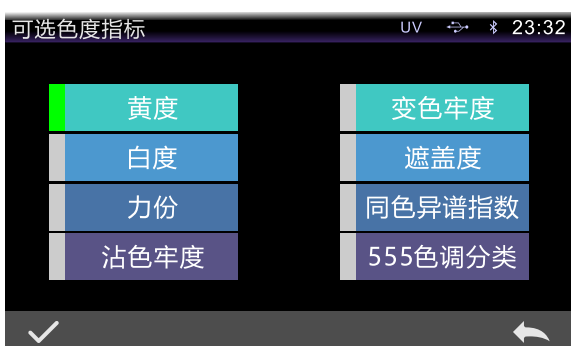 可选色度指标 UV 23:32
黄度 变色牢度
白度 遮盖度
力份 同色异谱指数
沾色牢度 555色调分类